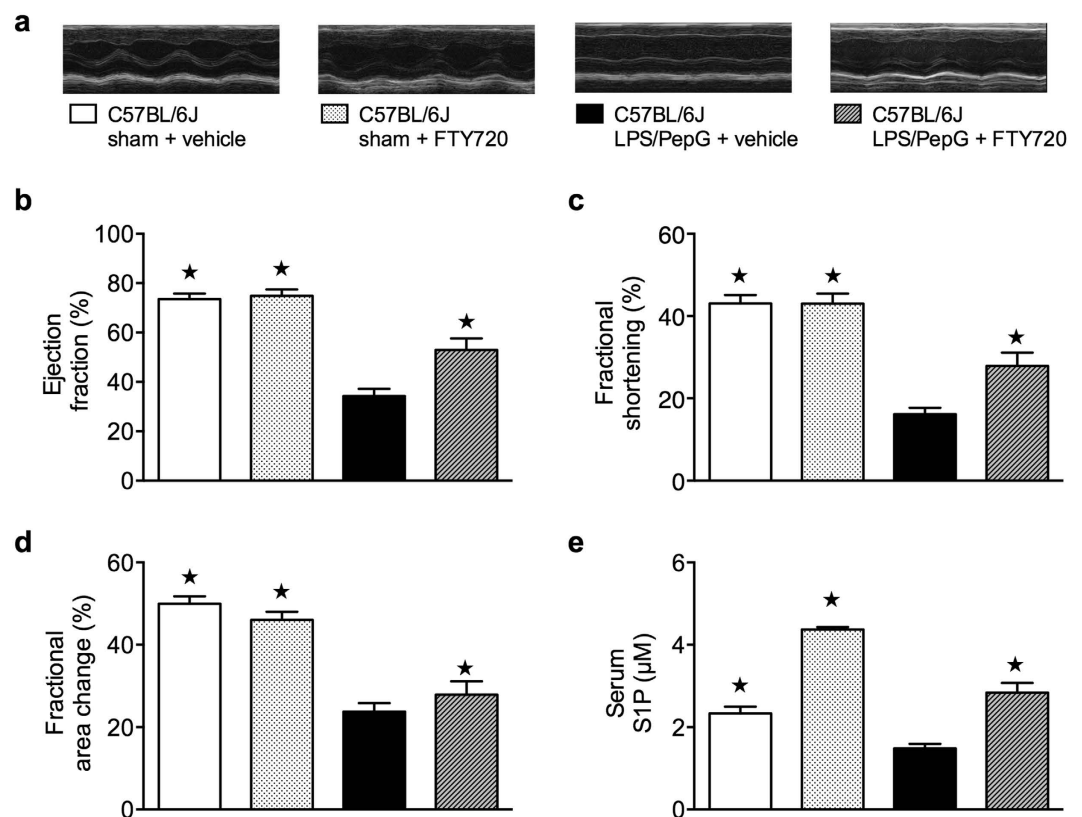 a
C57BL/6J
sham + vehicle
C57BL/6J
sham + FTY720
C57BL/6J
LPS/PepG + vehicle
C57BL/6J
LPS/PepG + FTY720
b
Ejection
fraction (%)
100
80
60
40
20
0
★
★
★
c
Fractional
shortening (%)
60
40
20
0
★
★
★
d
Fractional
area change (%)
60
40
20
0
★
★
★
e
Serum
S1P (µM)
6
4
2
0
★
★
★